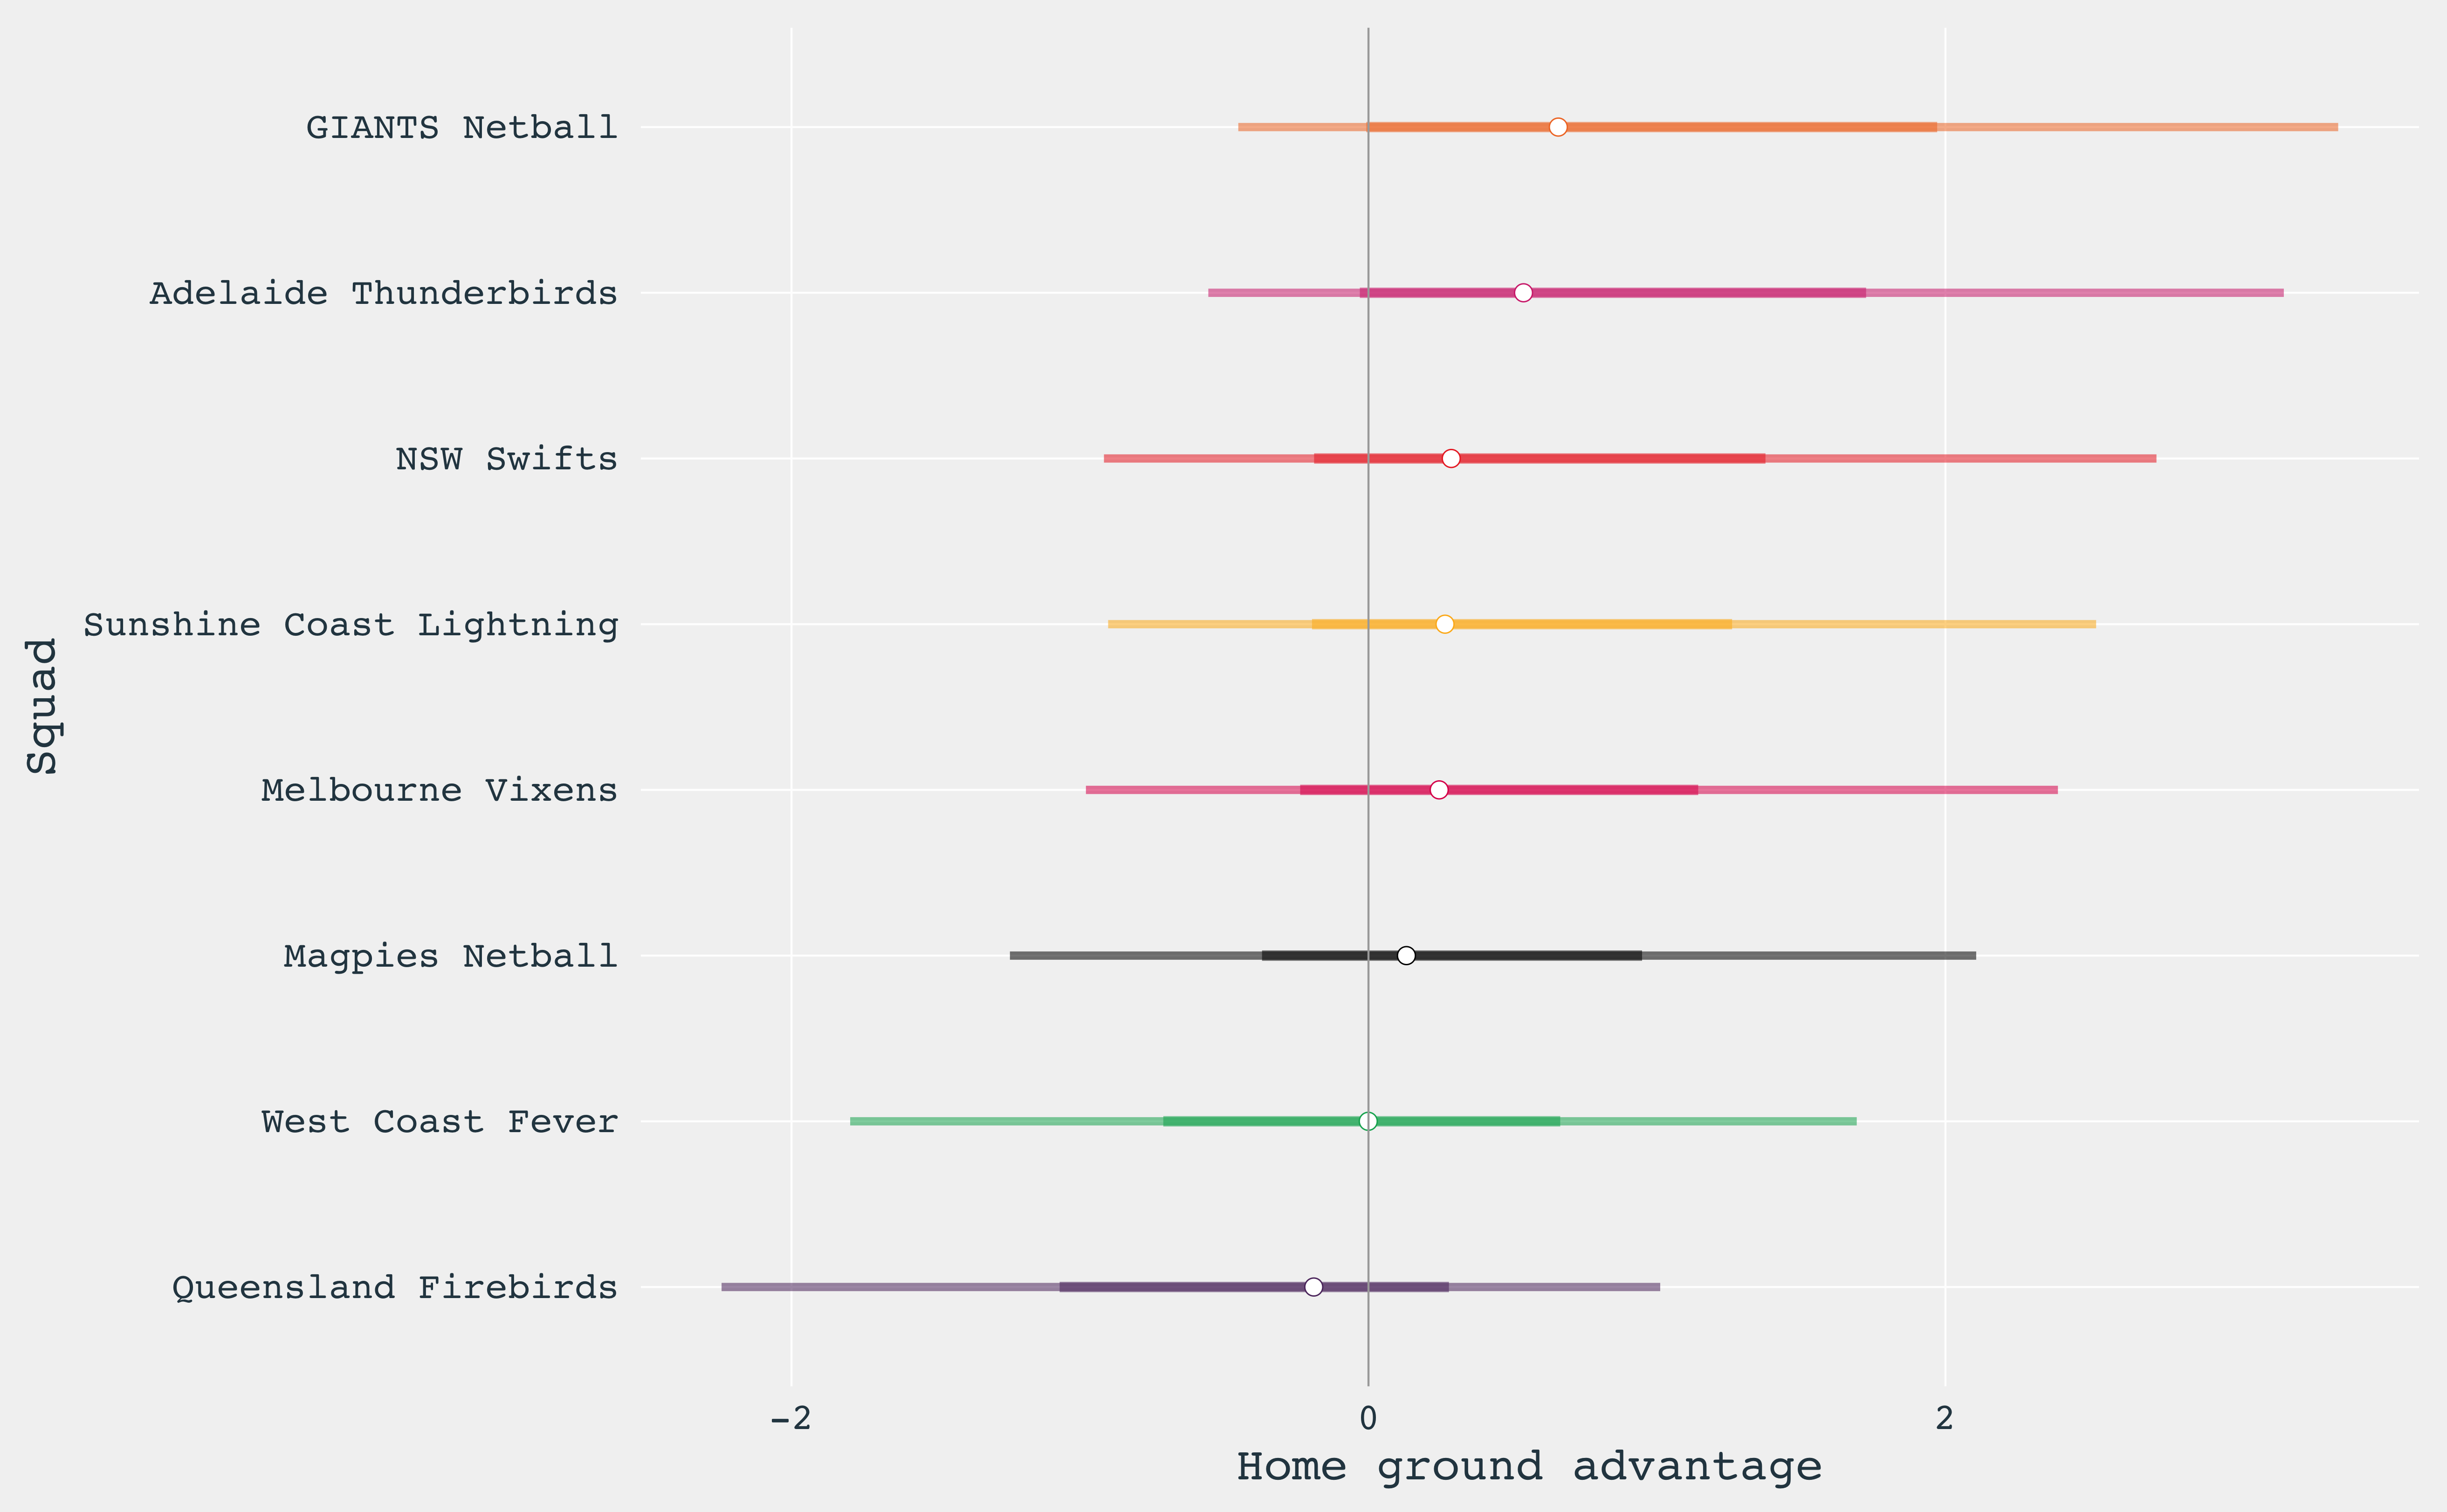 GIANTS Netball
Adelaide Thunderbirds
NSW Swifts
Sunshine Coast Lightning
Melbourne Vixens
Magpies Netball
West Coast Fever
Queensland Firebirds
Squad
-2 0 2
Home ground advantage